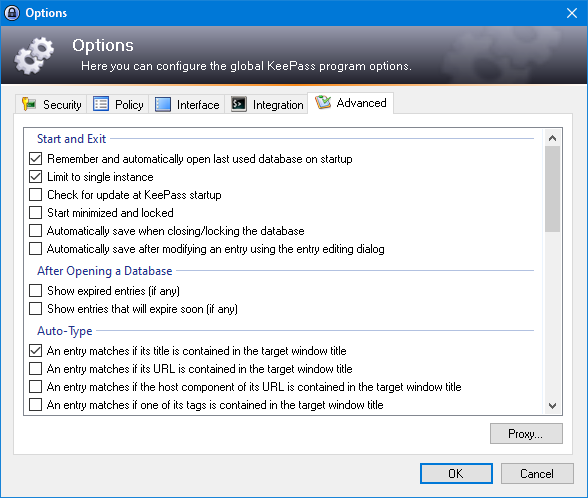 Options
Options
Here you can configure the global KeePass program options.
Security Policy Interface Integration Advanced
Start and Exit
Remember and automatically open last used database on startup
Limit to single instance
Check for update at KeePass startup
Start minimized and locked
Automatically save when closing/locking the database
Automatically save after modifying an entry using the entry editing dialog
After Opening a Database
Show expired entries (if any)
Show entries that will expire soon (if any)
Auto-Type
An entry matches if its title is contained in the target window title
An entry matches if its URL is contained in the target window title
An entry matches if the host component of its URL is contained in the target window title
An entry matches if one of its tags is contained in the target window title
Proxy...
OK Cancel